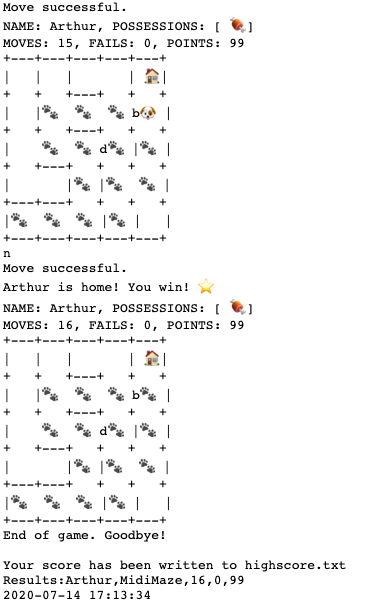 Move successful.
NAME: Arthur, POSSESSIONS: [ 🍖]
MOVES: 15, FAILS: 0, POINTS: 99
+---+---+---+---+---+
|   |   |       | 🏠|
+   +   +---+   +   +
|   |🐾  🐾  🐾 b🐶 |
+   +   +---+   +   +
|    🐾  🐾 d🐾 |🐾 |
+   +---+   +   +   +
|       |🐾 |🐾  🐾 |
+---+---+   +   +   +
|🐾  🐾  🐾 |🐾 |   |
+---+---+---+---+---+
n
Move successful.
Arthur is home! You win! ⭐
NAME: Arthur, POSSESSIONS: [ 🍖]
MOVES: 16, FAILS: 0, POINTS: 99
+---+---+---+---+---+
|   |   |       | 🏠|
+   +   +---+   +   +
|   |🐾  🐾  🐾 b🐾 |
+   +   +---+   +   +
|    🐾  🐾 d🐾 |🐾 |
+   +---+   +   +   +
|       |🐾 |🐾  🐾 |
+---+---+   +   +   +
|🐾  🐾  🐾 |🐾 |   |
+---+---+---+---+---+
End of game. Goodbye!

Your score has been written to highscore.txt
Results:Arthur,MidiMaze,16,0,99
2020-07-14 17:13:34